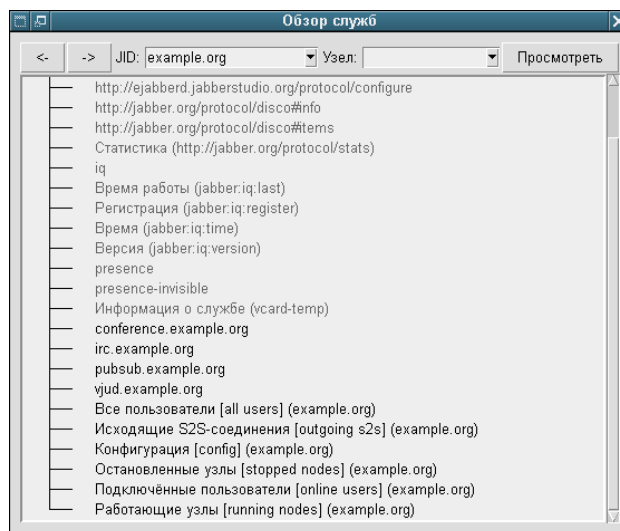 Обзор служб
<- -> JID: example.org Узел: Просмотреть
http://ejabberd.jabberstudio.org/protocol/configure
http://jabber.org/protocol/disco#info
http://jabber.org/protocol/disco#items
Статистика (http://jabber.org/protocol/stats)
iq
Время работы (jabber:iq:last)
Регистрация (jabber:iq:register)
Время (jabber:iq:time)
Версия (jabber:iq:version)
presence
presence-invisible
Информация о службе (vcard-temp)
conference.example.org
irc.example.org
pubsub.example.org
vjud.example.org
Все пользователи [all users] (example.org)
Исходящие S2S-соединения [outgoing s2s] (example.org)
Конфигурация [config] (example.org)
Остановленные узлы [stopped nodes] (example.org)
Подключённые пользователи [online users] (example.org)
Работающие узлы [running nodes] (example.org)